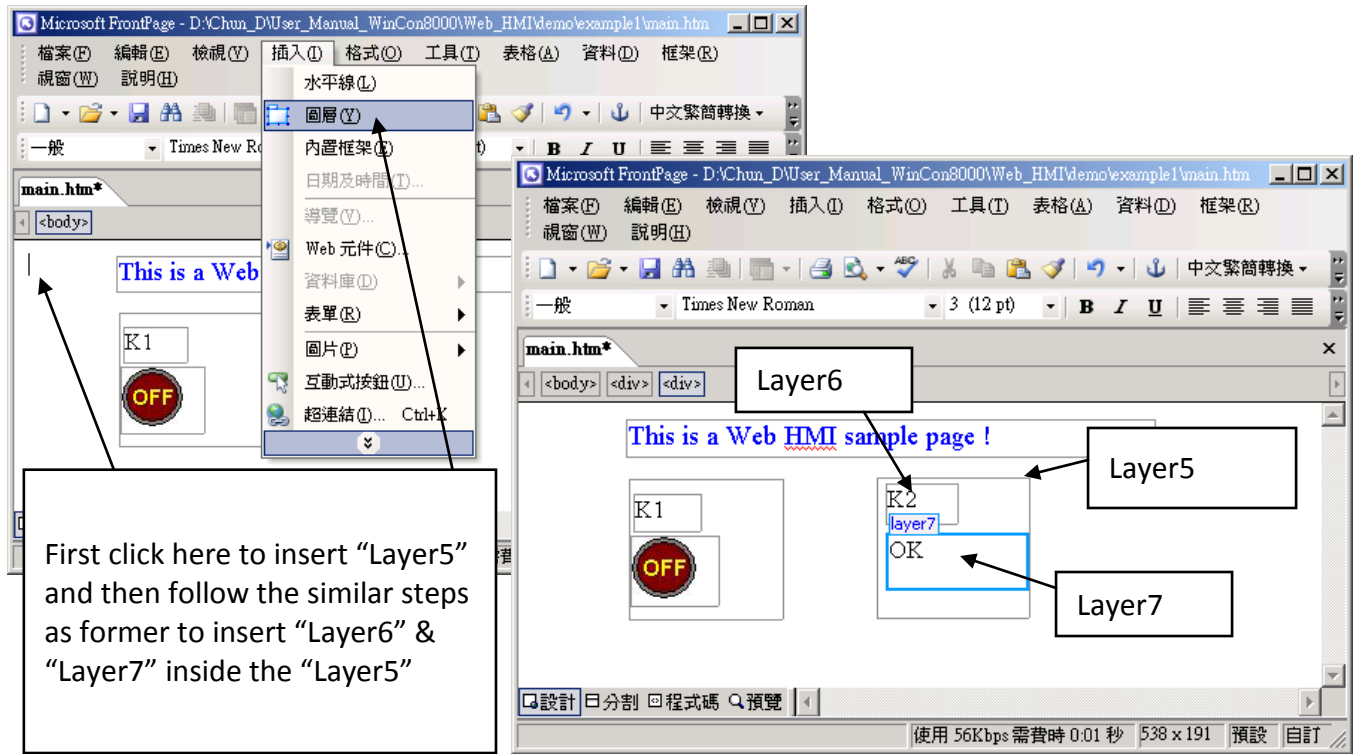 Microsoft FrontPage - D:\Chun_D\User_Manual_WinCon8000\Web_HMI\demo\example1\main.htm
檔案(F) 編輯(E) 檢視(V) 插入(I) 格式(O) 工具(T) 表格(A) 資料(D) 框架(R)
視窗(W) 說明(H)
中文繁簡轉換
一般 Times New Ro
B I U
main.htm*
<body>
This is a Web
K1
OFF
水平線(L)
圖層(Y)
內置框架(E)
日期及時間(T)...
導覽(V)...
Web 元件(C)...
資料庫(D)
表單(R)
圖片(P)
互動式按鈕(U)...
超連結(I)... Ctrl+K
First click here to insert “Layer5”
and then follow the similar steps
as former to insert “Layer6” &
“Layer7” inside the “Layer5”
Microsoft FrontPage - D:\Chun_D\User_Manual_WinCon8000\Web_HMI\demo\example1\main.htm
檔案(F) 編輯(E) 檢視(V) 插入(I) 格式(O) 工具(T) 表格(A) 資料(D) 框架(R)
視窗(W) 說明(H)
ABC
中文繁簡轉換
一般 Times New Roman 3 (12 pt) B I U
main.htm*
<body> <div> <div>
Layer6
This is a Web HMI sample page !
Layer5
K1
OFF
K2
layer7
OK
Layer7
設計 分割 程式碼 預覽
使用 56Kbps 需費時 0:01 秒 538 x 191 預設 自訂